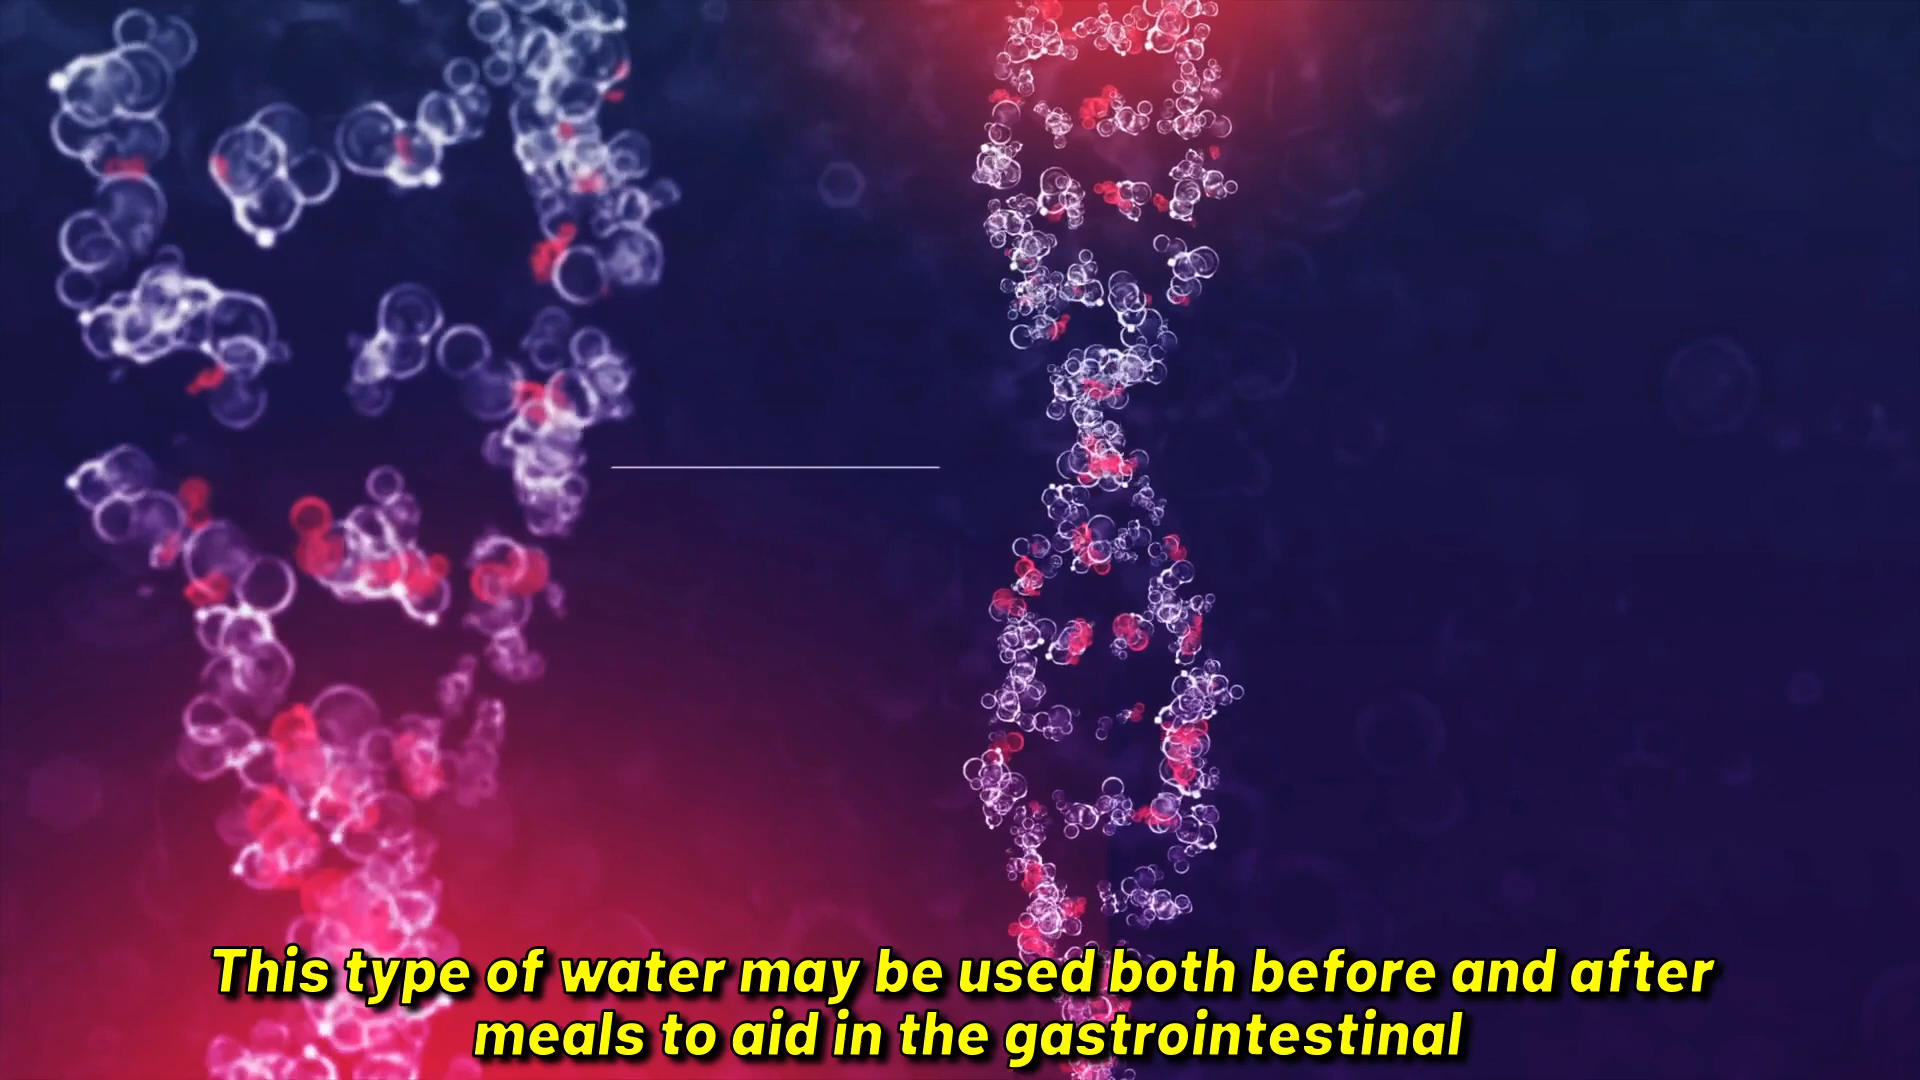 This type of water may be used both before and after
meals to aid in the gastrointestinal